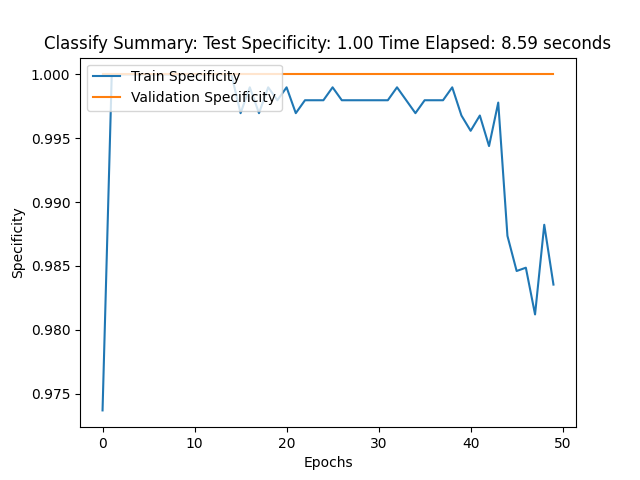 Classify Summary: Test Specificity: 1.00 Time Elapsed: 8.59 seconds
Train Specificity
Validation Specificity
1.000
0.995
0.990
0.985
0.980
0.975
Specificity
0 10 20 30 40 50
Epochs